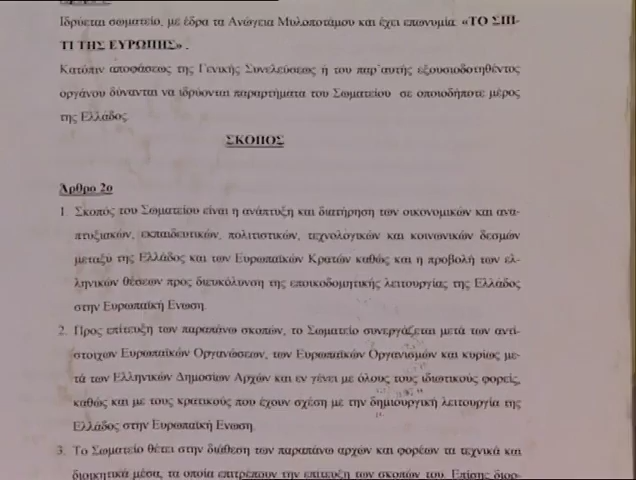 Ιδρύεται σωματείο, με έδρα τα Ανώγεια Μυλοποτάμου και έχει επωνυμία «ΤΟ ΣΠΙ-
ΤΙ ΤΗΣ ΕΥΡΩΠΗΣ» .
Κατόπιν αποφάσεως της Γενικής Συνελεύσεως ή του παρ΄αυτής εξουσιοδοτηθέντος
οργάνου δύνανται να ιδρύονται παραρτήματα του Σωματείου σε οποιοδήποτε μέρος
της Ελλάδος.
ΣΚΟΠΟΣ
Άρθρο 2ο
1. Σκοπός του Σωματείου είναι η ανάπτυξη και διατήρηση των οικονομικών και ανα-
πτυξιακών, εκπαιδευτικών, πολιτιστικών, τεχνολογικών και κοινωνικών δεσμών
μεταξύ της Ελλάδος και των Ευρωπαϊκών Κρατών καθώς και η προβολή των ελ-
ληνικών θέσεων προς διευκόλυνση της εποικοδομητικής λειτουργίας της Ελλάδος
στην Ευρωπαϊκή Ενωση.
2. Προς επίτευξη των παραπάνω σκοπών, το Σωματείο συνεργάζεται μετά των αντι-
στοίχων Ευρωπαϊκών Οργανώσεων, των Ευρωπαϊκών Οργανισμών και κυρίως με-
τά των Ελληνικών Δημοσίων Αρχών και εν γένει με όλους τους ιδιωτικούς φορείς,
καθώς και με τους κρατικούς που έχουν σχέση με την δημιουργική λειτουργία της
Ελλάδος στην Ευρωπαϊκή Ενωση.
3. Το Σωματείο θέτει στην διάθεση των παραπάνω αρχών και φορέων τα τεχνικά και
διοικητικά μέσα, τα οποία επιτρέπουν την επίτευξη των σκοπών του. Επίσης διορ-